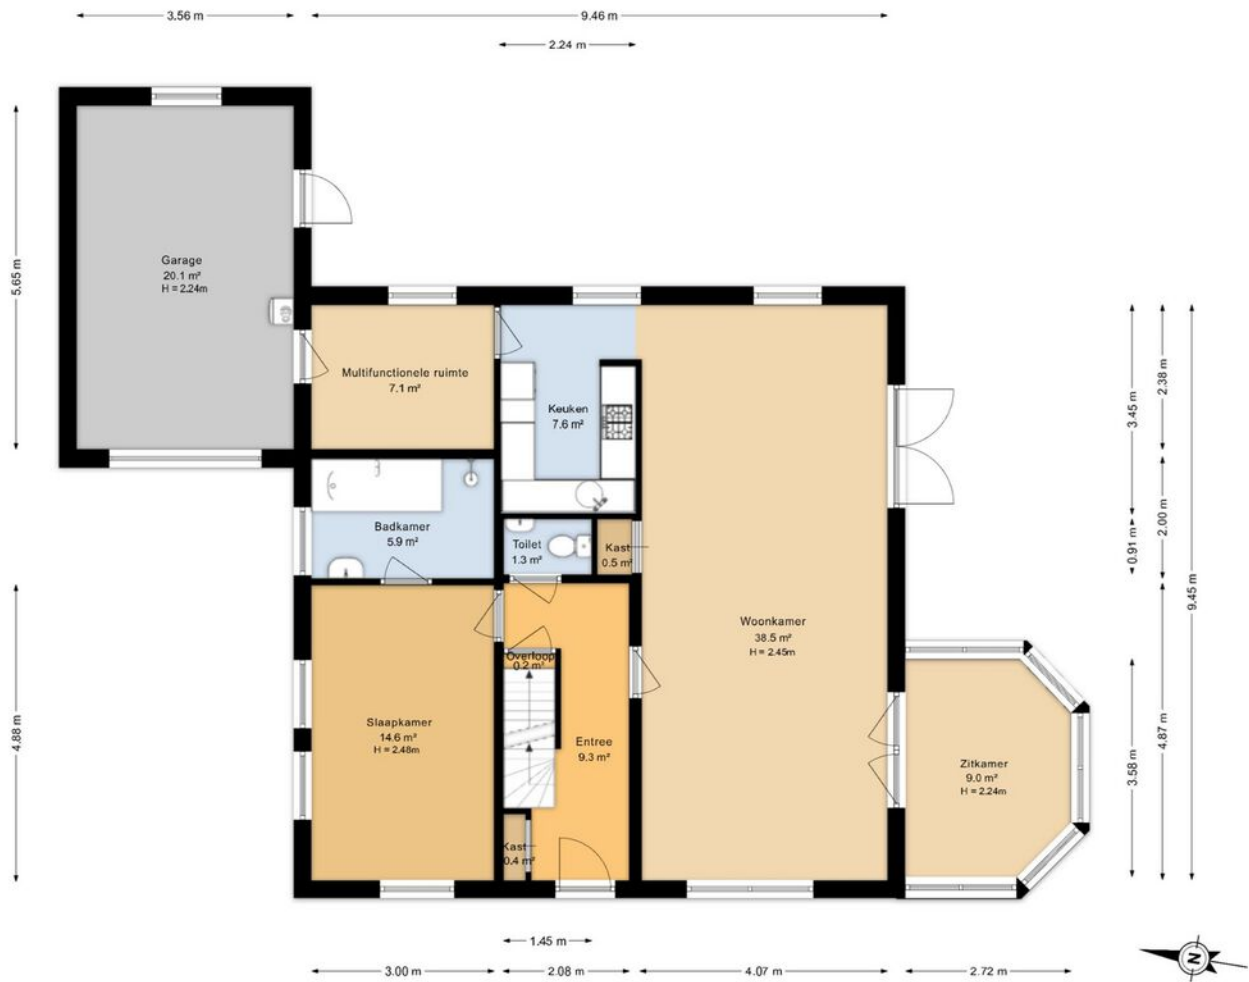 3.56 m
9.46 m
2.24 m
Garage
20.1 m²
H = 2.24m
5.65 m
Multifunctionele ruimte
7.1 m²
Keuken
7.6 m²
3.45 m
2.38 m
Badkamer
5.9 m²
Toilet
1.3 m²
Kast
0.5 m²
0.91 m
2.00 m
9.45 m
Woonkamer
38.5 m²
H = 2.45m
Overloop
0.2 m²
Slaapkamer
14.6 m²
H = 2.48m
4.88 m
Entree
9.3 m²
Zitkamer
9.0 m²
H = 2.24m
3.58 m
4.87 m
Kast
0.4 m²
1.45 m
3.00 m
2.08 m
4.07 m
2.72 m
N